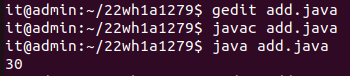 it@admin:~/22wh1a1279$ gedit add.java
it@admin:~/22wh1a1279$ javac add.java
it@admin:~/22wh1a1279$ java add.java
30